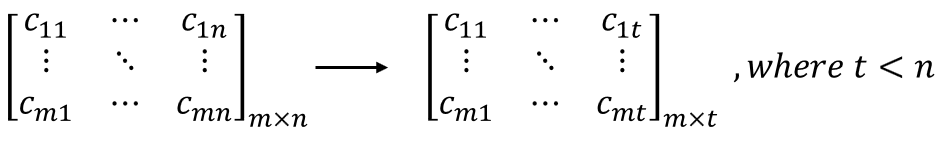 [c₁₁ ⋯ c₁ₙ
⋮ ⋱ ⋮
cₘ₁ ⋯ cₘₙ]ₘ×ₙ ⟶ [c₁₁ ⋯ c₁ₜ
⋮ ⋱ ⋮
cₘ₁ ⋯ cₘₜ]ₘ×ₜ , where t < n